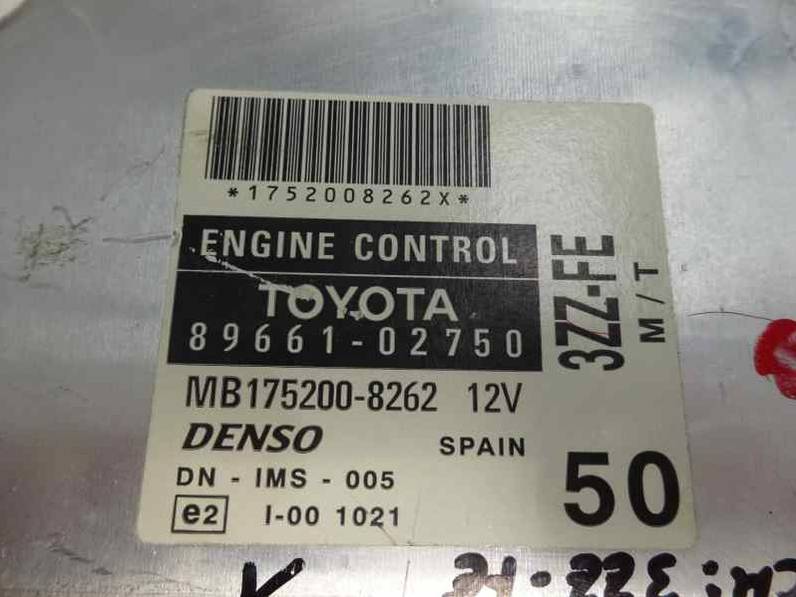 *1752008262X*
ENGINE CONTROL
TOYOTA
89661-02750
3ZZ-FE
M/T
MB175200-8262 12V
DENSO SPAIN
DN - IMS - 005
50
e2 I-00 1021